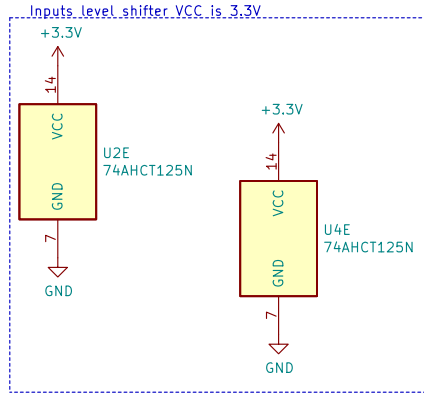 Inputs level shifter VCC is 3.3V
+3.3V
14
VCC
U2E
74AHCT125N
GND
7
GND
+3.3V
14
VCC
U4E
74AHCT125N
GND
7
GND